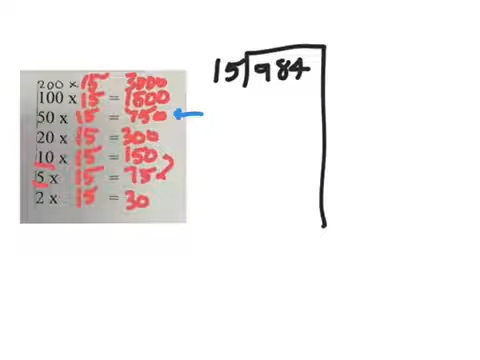 200 x 15 3000
100 x 15 = 1500
50 x 15 = 750
20 x 15 = 300
10 x 15 = 150
5 x 15 = 75
2 x 15 = 30
15)984